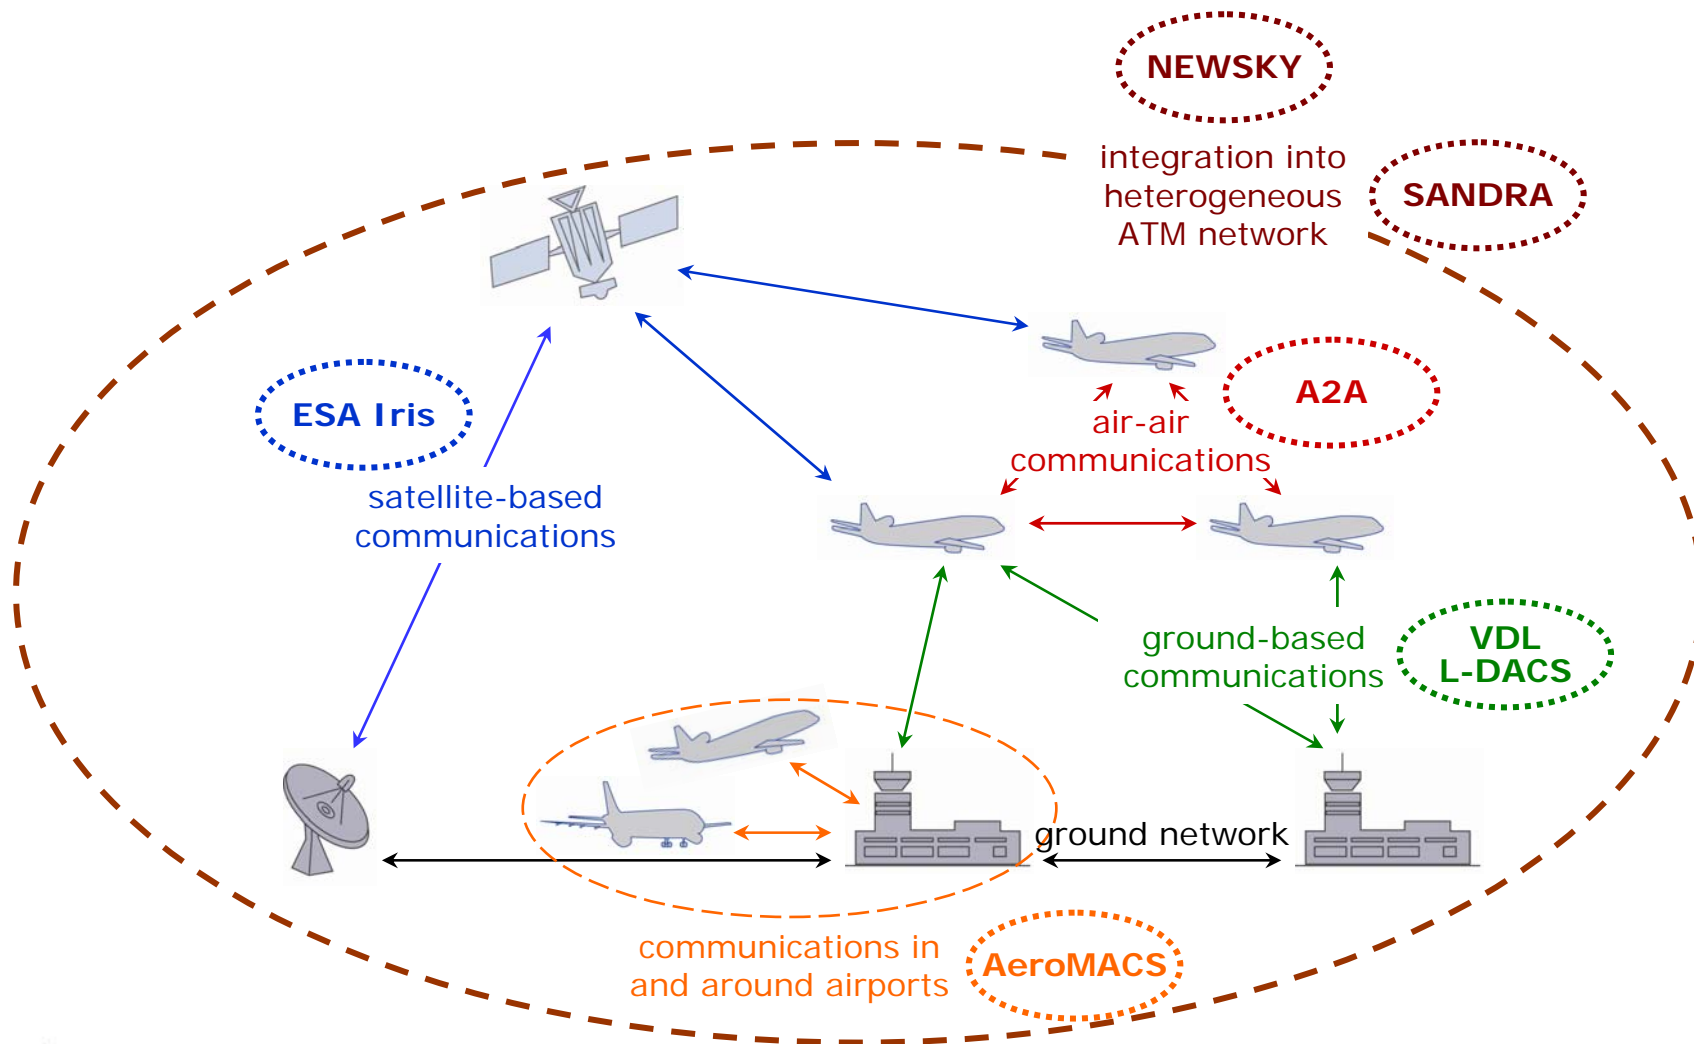 NEWSKY
integration into
heterogeneous
ATM network
SANDRA
ESA Iris
A2A
air-air
communications
satellite-based
communications
ground-based
communications
VDL
L-DACS
ground network
communications in
and around airports
AeroMACS